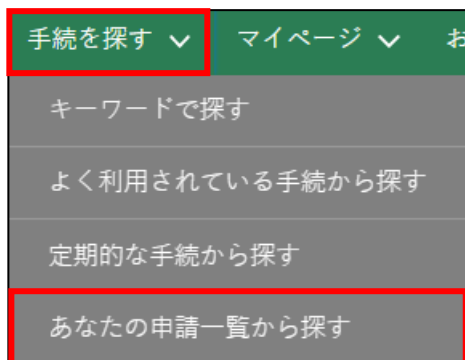 手続を探す マイページ お
キーワードで探す
よく利用されている手続から探す
定期的な手続から探す
あなたの申請一覧から探す